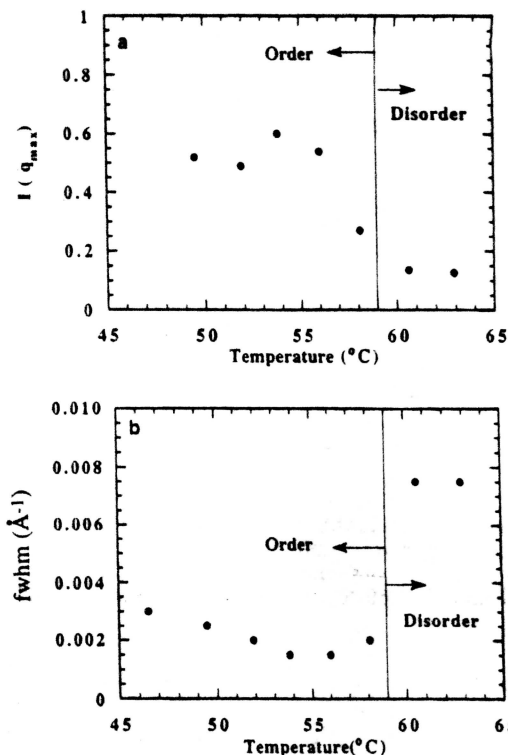 a
1
0.8
0.6
0.4
0.2
0
I ( qmax)
Order
Disorder
45 50 55 60 65
Temperature (°C)
b
0.010
0.008
0.006
0.004
0.002
0
fwhm (Å-1)
Order
Disorder
45 50 55 60 65
Temperature(°C)